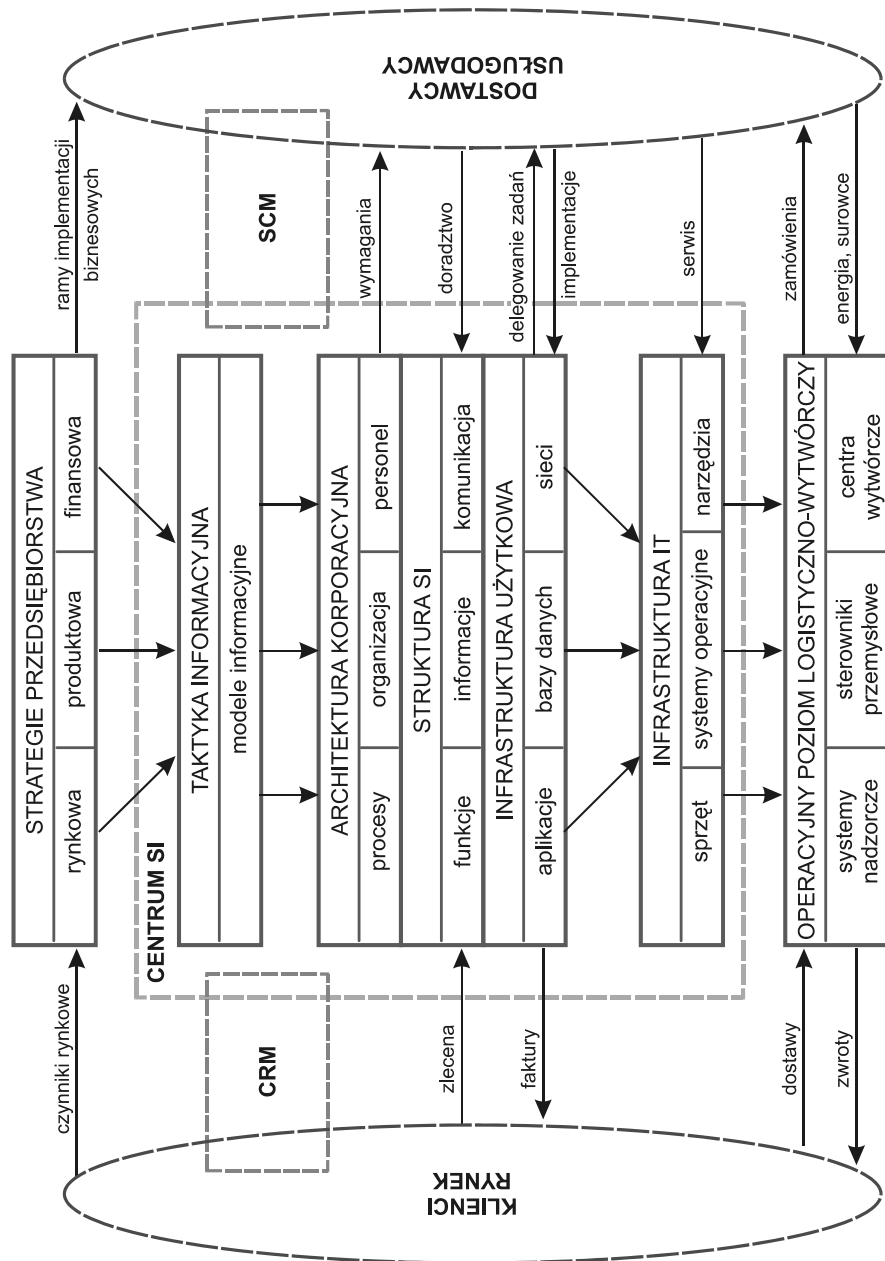 STRATEGIE PRZEDSIĘBIORSTWA
rynkowa
produktowa
finansowa
czynniki rynkowe
ramy implementacji
biznesowych
CENTRUM SI
TAKTYKA INFORMACYJNA
modele informacyjne
CRM
SCM
ARCHITEKTURA KORPORACYJNA
procesy
organizacja
personel
wymagania
STRUKTURA SI
funkcje
informacje
komunikacja
zlecena
doradztwo
INFRASTRUKTURA UŻYTKOWA
aplikacje
bazy danych
sieci
faktury
delegowanie zadań
implementacje
INFRASTRUKTURA IT
sprzęt
systemy operacyjne
narzędzia
serwis
OPERACYJNY POZIOM LOGISTYCZNO-WYTWÓRCZY
systemy
nadzorcze
sterowniki
przemysłowe
centra
wytwórcze
dostawy
zwroty
zamówienia
energia, surowce
KLIENCI
RYNEK
DOSTAWCY
USŁUGODAWCY